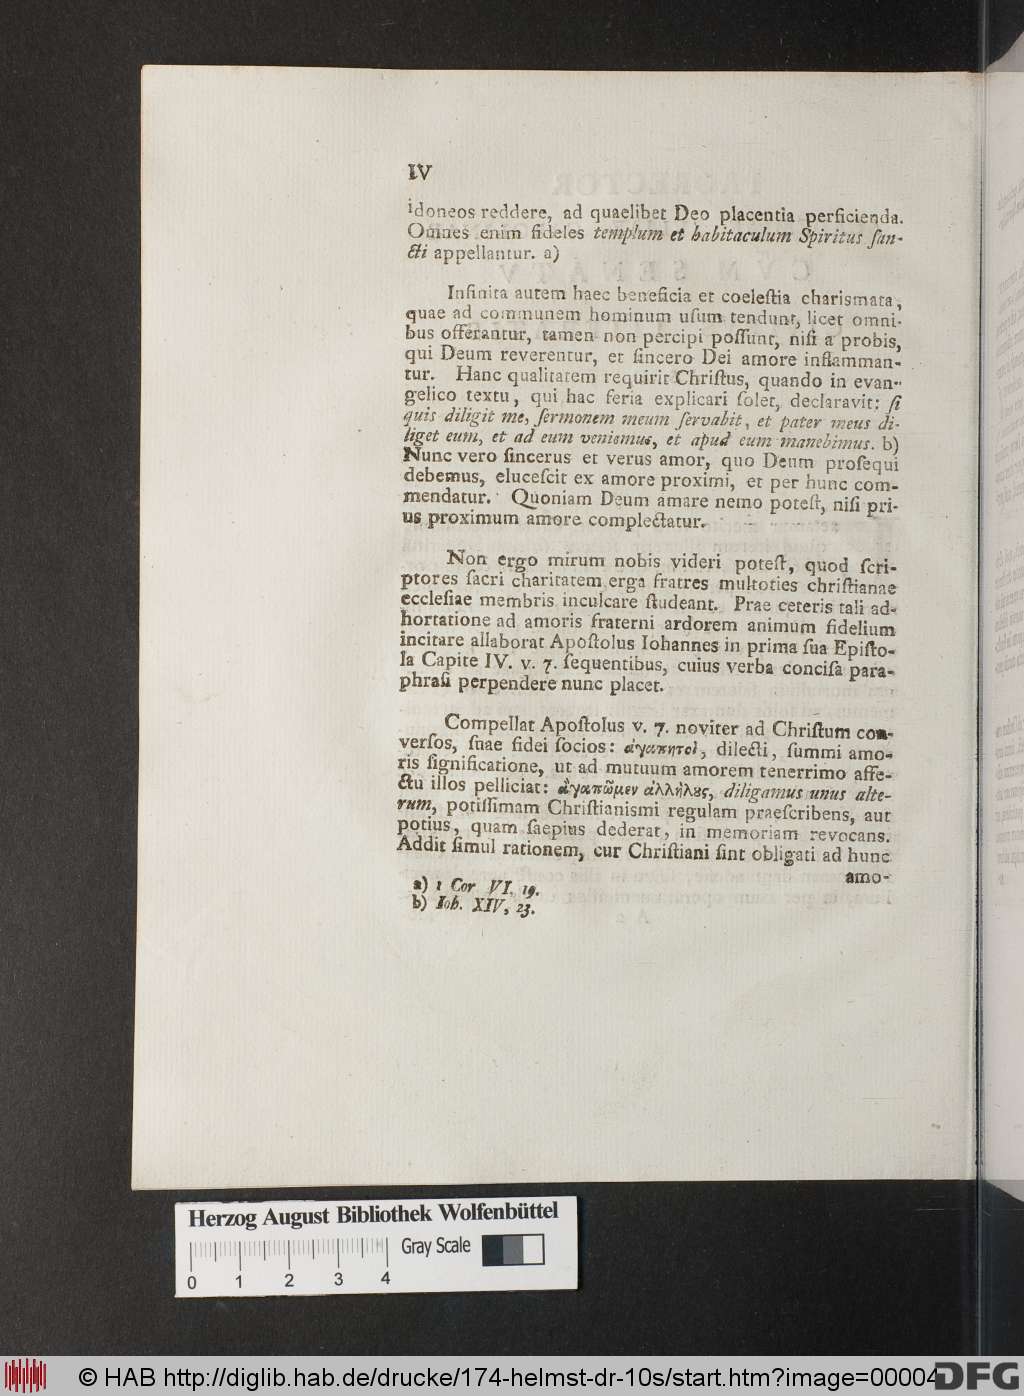 IV
idoneos reddere, ad quaelibet Deo placentia perficienda.
Omnes enim fideles templum et habitaculum Spiritus ſan-
cti appellantur. a)
Infinita autem haec beneficia et coeleſtia charismata,
quae ad communem hominum uſum tendunt, licet omni-
bus offerantur, tamen non percipi poſſunt, niſi a probis,
qui Deum reverentur, et ſincero Dei amore inflamman-
tur. Hanc qualitatem requirit Chriſtus, quando in evan-
gelico textu, qui hac feria explicari ſolet, declaravit: ſi
quis diligit me, ſermonem meum ſervabit, et pater meus di-
liget eum, et ad eum veniemus, et apud eum manebimus. b)
Nunc vero ſincerus et verus amor, quo Deum proſequi
debemus, eluceſcit ex amore proximi, et per hunc com-
mendatur. Quoniam Deum amare nemo poteſt, niſi pri-
us proximum amore complectatur.
Non ergo mirum nobis videri poteſt, quod ſcri-
ptores ſacri charitatem erga fratres multoties chriſtianae
eccleſiae membris inculcare ſtudeant. Prae ceteris tali ad-
hortatione ad amoris fraterni ardorem animum fidelium
incitare allaborat Apoſtolus Iohannes in prima ſua Epiſto-
la Capite IV. v. 7. ſequentibus, cuius verba conciſa para-
phraſi perpendere nunc placet.
Compellat Apoſtolus v. 7. noviter ad Chriſtum con-
verſos, ſuae fidei ſocios: ἀγαπητοὶ, dilecti, ſummi amo-
ris ſignificatione, ut ad mutuum amorem tenerrimo affe-
ctu illos pelliciat: ἀγαπῶμεν ἀλλήλȣς, diligamus unus alte-
rum, potiſſimam Chriſtianismi regulam praeſcribens, aut
potius, quam ſaepius dederat, in memoriam revocans.
Addit ſimul rationem, cur Chriſtiani ſint obligati ad hunc
amo-
a) 1 Cor VI. 19.
b) Ioh. XIV, 23.
Herzog August Bibliothek Wolfenbüttel
Gray Scale
0 1 2 3 4
© HAB http://diglib.hab.de/drucke/174-helmst-dr-10s/start.htm?image=00004
DFG